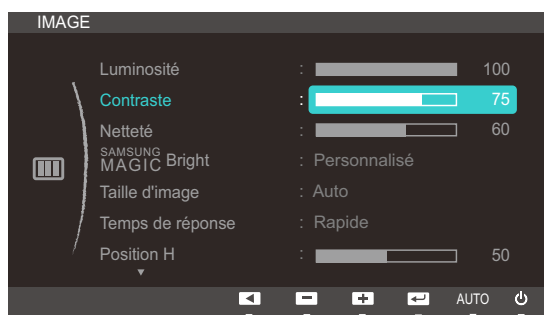 IMAGE
Luminosité : 100
Contraste : 75
Netteté : 60
SAMSUNG MAGIC Bright : Personnalisé
Taille d'image : Auto
Temps de réponse : Rapide
Position H : 50
AUTO